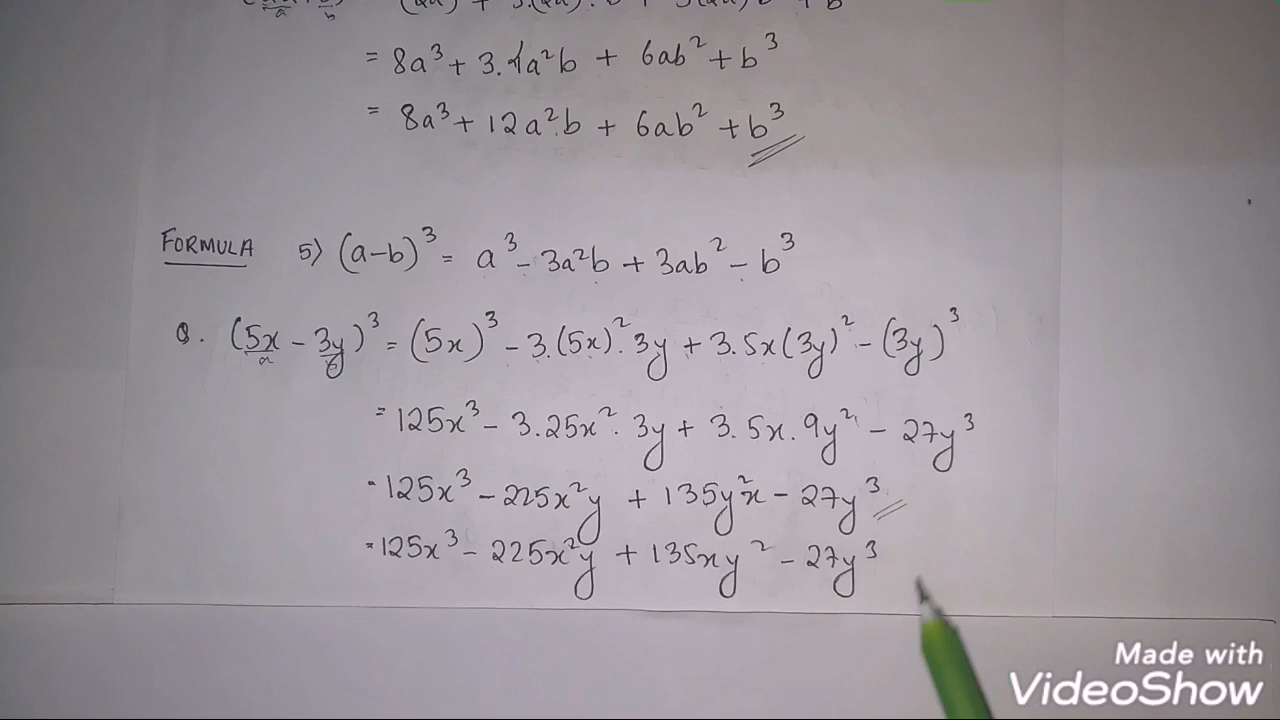 = 8a³ + 3.4a²b + 6ab² + b³
= 8a³ + 12a².b + 6ab² + b³
FORMULA 5) (a-b)³ = a³ - 3a²b + 3ab² - b³
Q. (5x - 3y)³ = (5x)³ - 3.(5x)².3y + 3.5x(3y)² - (3y)³
a b
= 125x³ - 3.25x².3y + 3.5x.9y² - 27y³
= 125x³ - 225x²y + 135y²x - 27y³
= 125x³ - 225x²y + 135xy² - 27y³
Made with
VideoShow